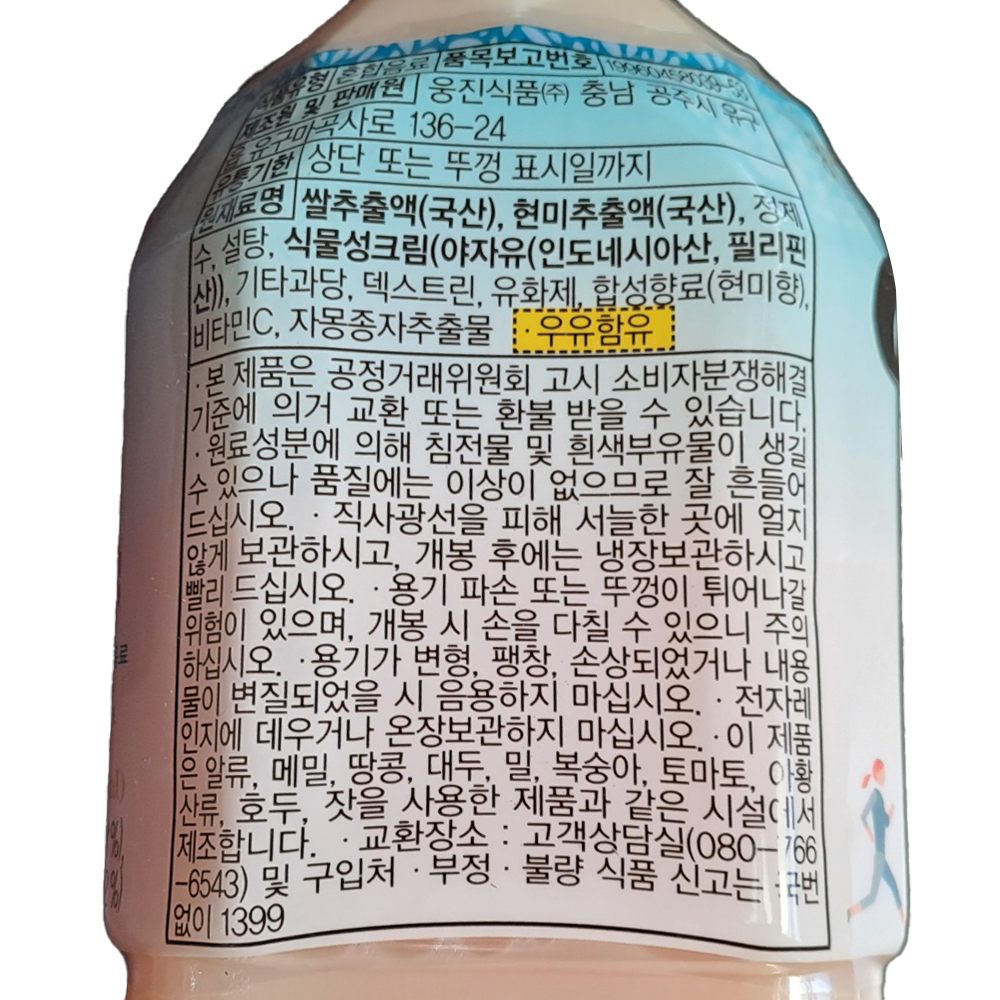 식품유형 혼합음료 품목보고번호
제조원 및 판매원 웅진식품㈜ 충남 공주시 유구
읍 유구마곡사로 136-24
유통기한 상단 또는 뚜껑 표시일까지
원재료명 쌀추출액(국산), 현미추출액(국산), 정제
수, 설탕, 식물성크림(야자유(인도네시아산, 필리핀
산)), 기타과당, 덱스트린, 유화제, 합성향료(현미향),
비타민C, 자몽종자추출물 · 우유함유
· 본 제품은 공정거래위원회 고시 소비자분쟁해결
기준에 의거 교환 또는 환불 받을 수 있습니다.
· 원료성분에 의해 침전물 및 흰색부유물이 생길
수 있으나 품질에는 이상이 없으므로 잘 흔들어
드십시오. · 직사광선을 피해 서늘한 곳에 얼지
않게 보관하시고, 개봉 후에는 냉장보관하시고
빨리 드십시오. · 용기 파손 또는 뚜껑이 튀어나갈
위험이 있으며, 개봉 시 손을 다칠 수 있으니 주의
하십시오. · 용기가 변형, 팽창, 손상되었거나 내용
물이 변질되었을 시 음용하지 마십시오. · 전자레
인지에 데우거나 온장보관하지 마십시오. · 이 제품
은 알류, 메밀, 땅콩, 대두, 밀, 복숭아, 토마토, 아황
산류, 호두, 잣을 사용한 제품과 같은 시설에서
제조합니다. · 교환장소 : 고객상담실(080-766
-6543) 및 구입처 · 부정 · 불량 식품 신고는 국번
없이 1399